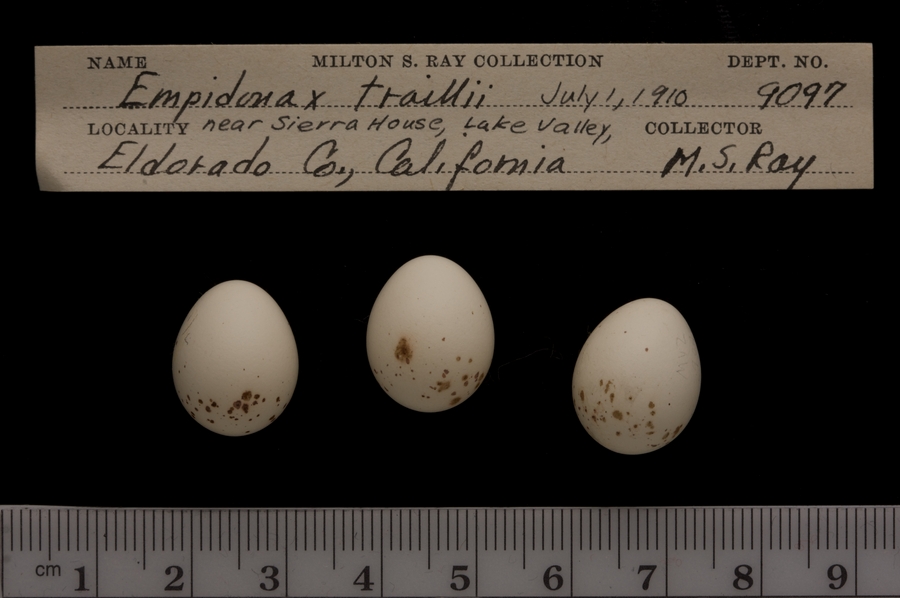 NAME MILTON S. RAY COLLECTION DEPT. NO.
Empidonax traillii July 1, 1910 9097
LOCALITY near Sierra House, Lake Valley, COLLECTOR
Eldorado Co., California M. S. Ray
cm 1 2 3 4 5 6 7 8 9